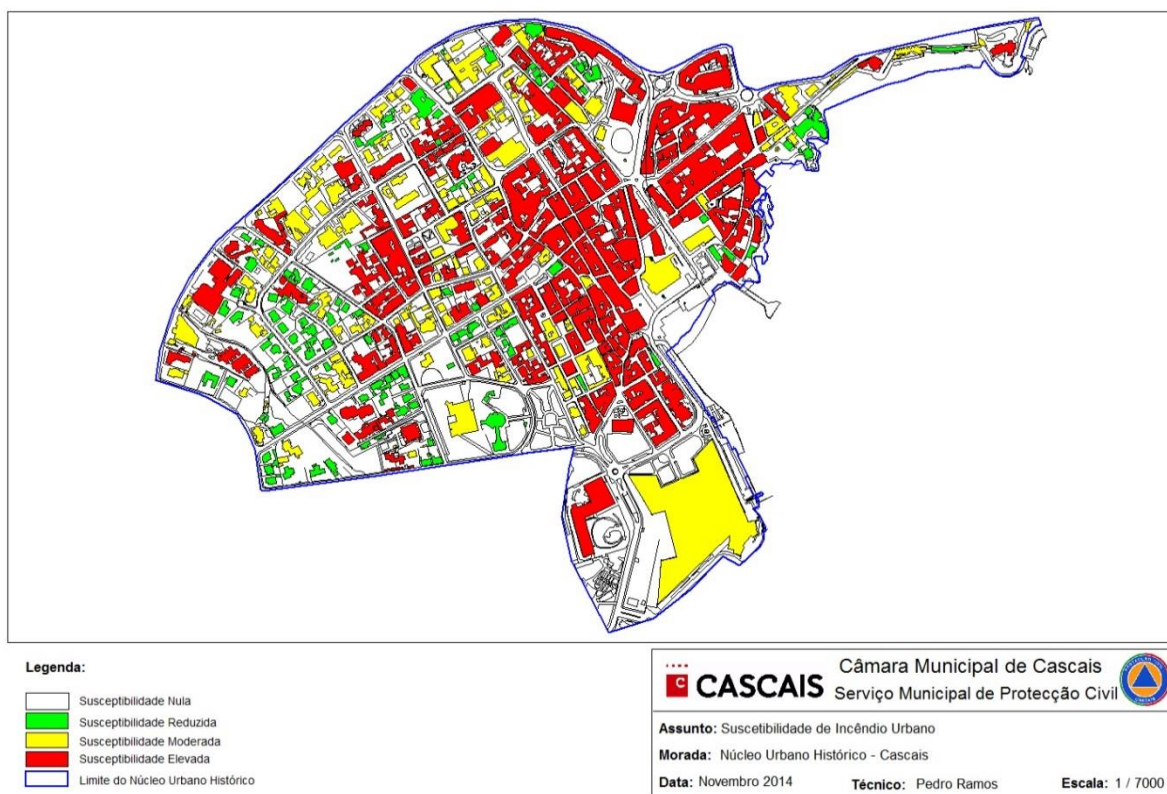 Legenda:
Susceptibilidade Nula
Susceptibilidade Reduzida
Susceptibilidade Moderada
Susceptibilidade Elevada
Limite do Núcleo Urbano Histórico
C CASCAIS
Câmara Municipal de Cascais
Serviço Municipal de Protecção Civil
Assunto: Suscetibilidade de Incêndio Urbano
Morada: Núcleo Urbano Histórico - Cascais
Data: Novembro 2014 Técnico: Pedro Ramos Escala: 1 / 7000